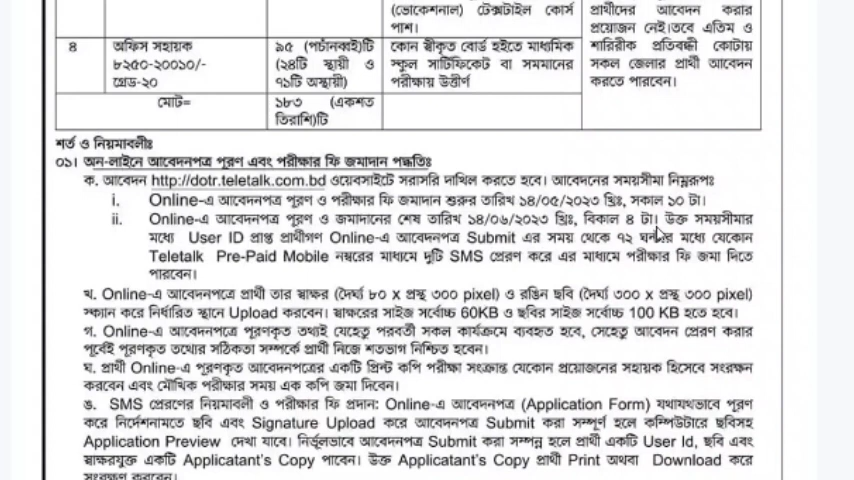 (ভোকেশনাল) টেক্সটাইল কোর্স
পাশ।
প্রার্থীদের আবেদন করার
প্রয়োজন নেই।তবে এতিম ও
শারিরীক প্রতিবন্ধী কোটায়
সকল জেলার প্রার্থী আবেদন
করতে পারবেন।
৪
অফিস সহায়ক
৮২৫০-২০০১০/-
গ্রেড-২০
৯৫ (পচাঁনব্বই)টি
(২৪টি স্থায়ী ও
৭১টি অস্থায়ী)
কোন স্বীকৃত বোর্ড হইতে মাধ্যমিক
স্কুল সার্টিফিকেট বা সমমানের
পরীক্ষায় উত্তীর্ণ
মোট=
১৮৩ (একশত
তিরাশি)টি
শর্ত ও নিয়মাবলীঃ
০১। অন-লাইনে আবেদনপত্র পূরণ এবং পরীক্ষার ফি জমাদান পদ্ধতিঃ
ক. আবেদন http://dotr.teletalk.com.bd ওয়েবসাইটে সরাসরি দাখিল করতে হবে। আবেদনের সময়সীমা নিম্নরূপঃ
i. Online-এ আবেদনপত্র পূরণ ও পরীক্ষার ফি জমাদান শুরুর তারিখ ১৪/০৫/২০২৩ খ্রিঃ, সকাল ১০ টা।
ii. Online-এ আবেদনপত্র পূরণ ও জমাদানের শেষ তারিখ ১৪/০৬/২০২৩ খ্রিঃ, বিকাল ৪ টা। উক্ত সময়সীমার
মধ্যে User ID প্রাপ্ত প্রার্থীগণ Online-এ আবেদনপত্র Submit এর সময় থেকে ৭২ ঘন্টার মধ্যে যেকোন
Teletalk Pre-Paid Mobile নম্বরের মাধ্যমে দুটি SMS প্রেরণ করে এর মাধ্যমে পরীক্ষার ফি জমা দিতে
পারবেন।
খ. Online-এ আবেদনপত্রে প্রার্থী তার স্বাক্ষর (দৈর্ঘ্য ৮০ x প্রস্থ ৩০০ pixel) ও রঙিন ছবি (দৈর্ঘ্য ৩০০ x প্রস্থ ৩০০ pixel)
স্ক্যান করে নির্ধারিত স্থানে Upload করবেন। স্বাক্ষরের সাইজ সর্বোচ্চ 60KB ও ছবির সাইজ সর্বোচ্চ 100 KB হতে হবে।
গ. Online-এ আবেদনপত্রে পূরণকৃত তথ্যই যেহেতু পরবর্তী সকল কার্যক্রমে ব্যবহৃত হবে, সেহেতু আবেদন প্রেরণ করার
পূর্বেই পূরণকৃত তথ্যের সঠিকতা সম্পর্কে প্রার্থী নিজে শতভাগ নিশ্চিত হবেন।
ঘ. প্রার্থী Online-এ পূরণকৃত আবেদনপত্রের একটি প্রিন্ট কপি পরীক্ষা সংক্রান্ত যেকোন প্রয়োজনের সহায়ক হিসেবে সংরক্ষন
করবেন এবং মৌখিক পরীক্ষার সময় এক কপি জমা দিবেন।
ঙ. SMS প্রেরণের নিয়মাবলী ও পরীক্ষার ফি প্রদান: Online-এ আবেদনপত্র (Application Form) যথাযথভাবে পূরণ
করে নির্দেশনামতে ছবি এবং Signature Upload করে আবেদনপত্র Submit করা সম্পূর্ণ হলে কম্পিউটারে ছবিসহ
Application Preview দেখা যাবে। নির্ভুলভাবে আবেদনপত্র Submit করা সম্পন্ন হলে প্রার্থী একটি User Id, ছবি এবং
স্বাক্ষরযুক্ত একটি Applicatant's Copy পাবেন। উক্ত Applicatant's Copy প্রার্থী Print অথবা Download করে
সংরক্ষণ করবেন।